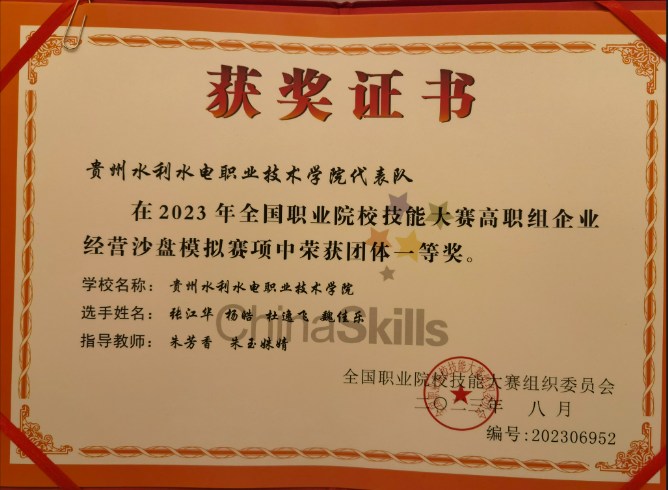 获奖证书
贵州水利水电职业技术学院代表队
在2023年全国职业院校技能大赛高职组企业
经营沙盘模拟赛项中荣获团体一等奖。
学校名称：贵州水利水电职业技术学院
选手姓名：张江华 杨皓 杜逸飞 魏佳乐
指导教师：朱芳香 朱玉妹婧
ChinaSkills
全国职业院校技能大赛组织委员会
二〇二三年 八月
编号:202306952